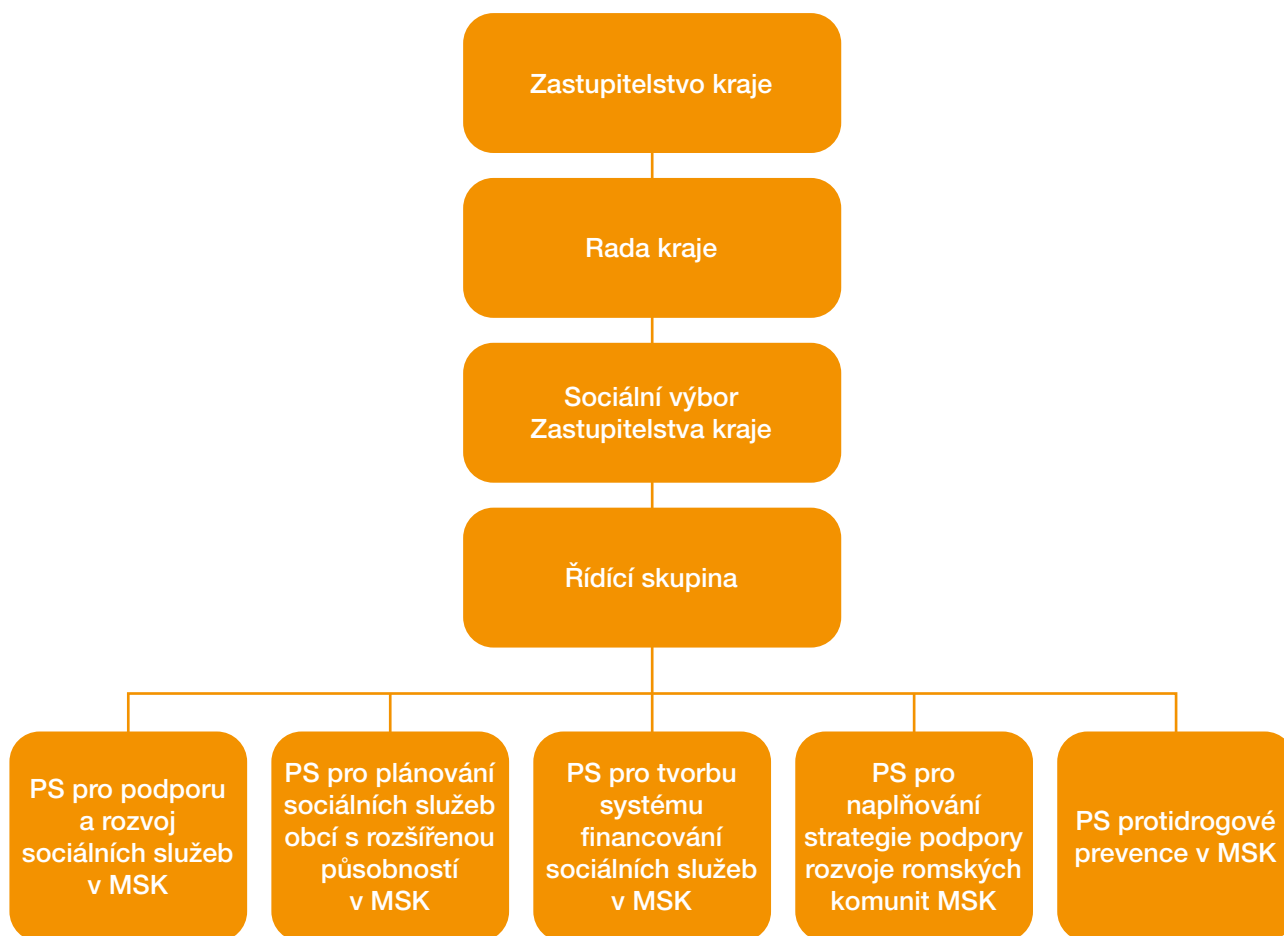 Zastupitelstvo kraje
Rada kraje
Sociální výbor
Zastupitelstva kraje
Řídící skupina
PS pro podporu
a rozvoj
sociálních služeb
v MSK
PS pro plánování
sociálních služeb
obcí s rozšířenou
působností
v MSK
PS pro tvorbu
systému
financování
sociálních služeb
v MSK
PS pro
naplňování
strategie podpory
rozvoje romských
komunit MSK
PS protidrogové
prevence v MSK